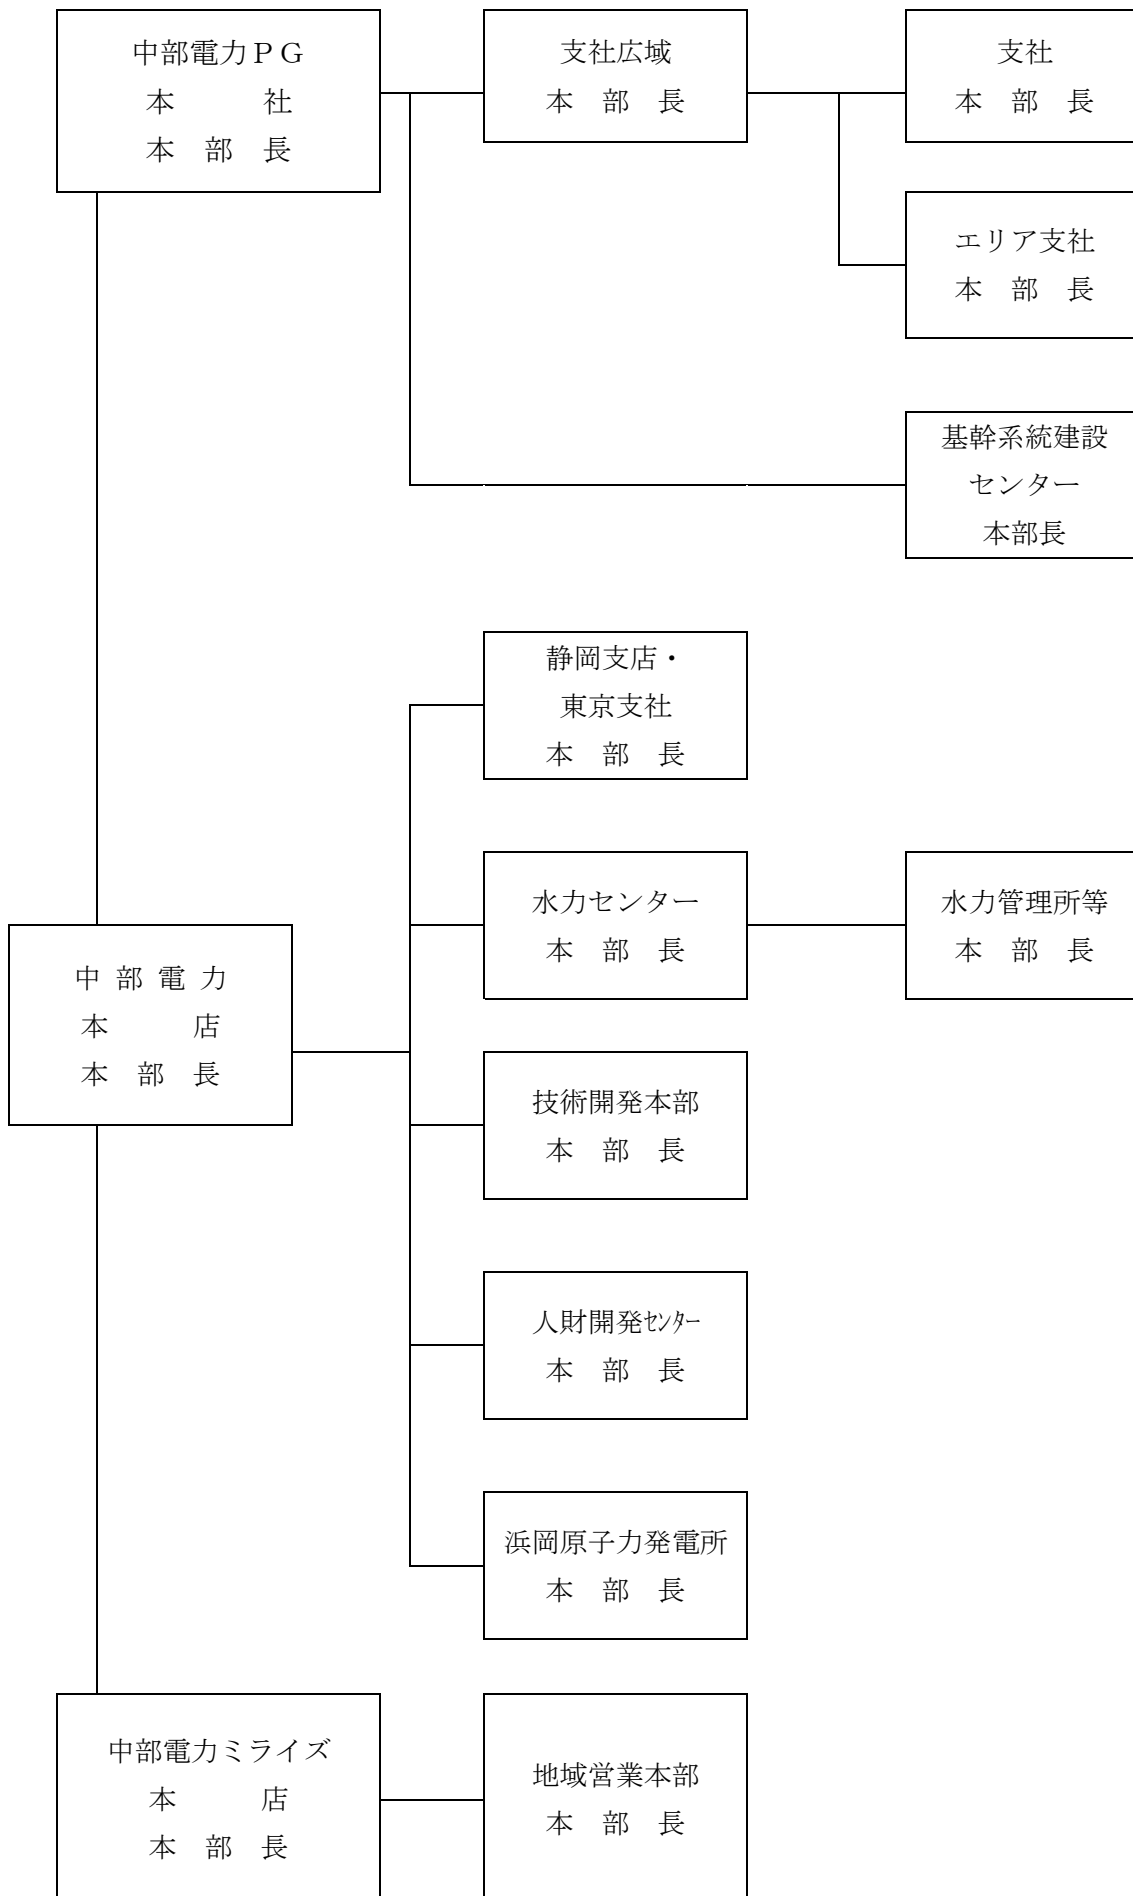 中部電力ＰＧ
本　　　社
本　部　長
支社広域
本　部　長
支社
本　部　長
エリア支社
本　部　長
基幹系統建設
センター
本部長
静岡支店・
東京支社
本　部　長
水力センター
本　部　長
水力管理所等
本　部　長
中 部 電 力
本　　　店
本　部　長
技術開発本部
本　部　長
人財開発ｾﾝﾀｰ
本　部　長
浜岡原子力発電所
本　部　長
中部電力ミライズ
本　　　店
本　部　長
地域営業本部
本　部　長